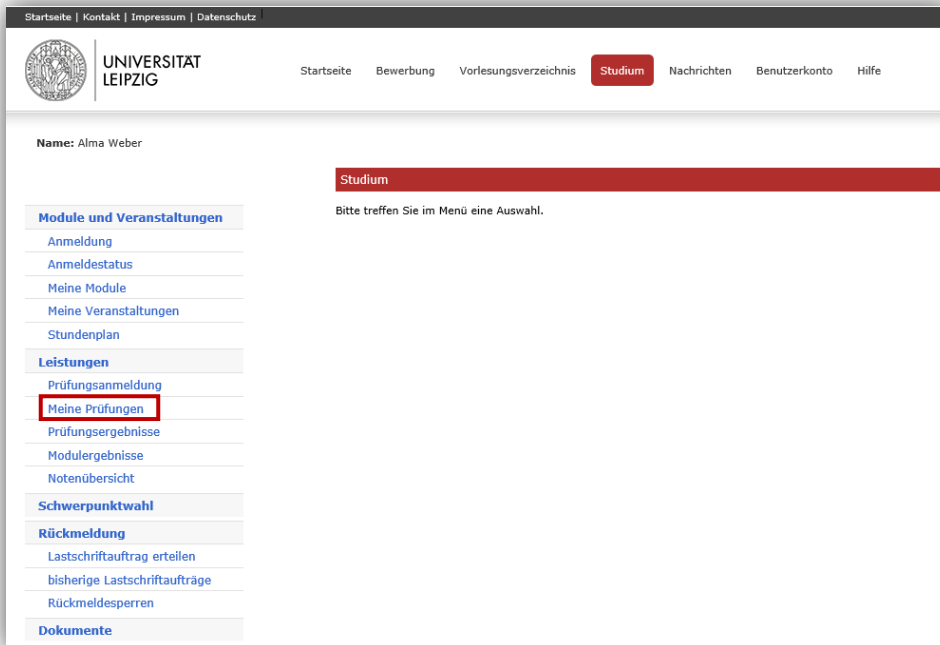 Startseite | Kontakt | Impressum | Datenschutz
UNIVERSITÄT
LEIPZIG
Startseite Bewerbung Vorlesungsverzeichnis Studium Nachrichten Benutzerkonto Hilfe
Name: Alma Weber
Studium
Bitte treffen Sie im Menü eine Auswahl.
Module und Veranstaltungen
Anmeldung
Anmeldestatus
Meine Module
Meine Veranstaltungen
Stundenplan
Leistungen
Prüfungsanmeldung
Meine Prüfungen
Prüfungsergebnisse
Modulergebnisse
Notenübersicht
Schwerpunktwahl
Rückmeldung
Lastschriftauftrag erteilen
bisherige Lastschriftaufträge
Rückmeldesperren
Dokumente